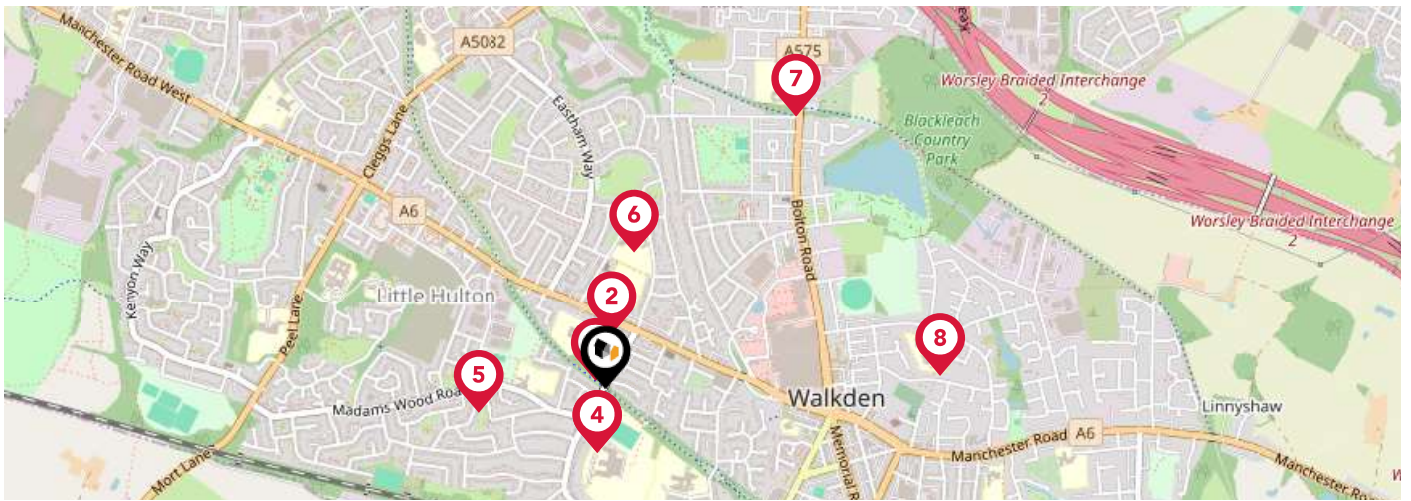 Manchester Road West
A5082
A575
7
Worsley Braided Interchange
2
Eastham Way
Cleggs Lane
Blackleach
Country
Park
A6
6
Bolton Road
Worsley Braided Interchange
2
Kenyon Way
Little Hulton
2
Peel Lane
8
5
Madams Wood Road
4
Walkden
Linnyshaw
Mort Lane
Memorial R
Manchester Road
A6
Manchester Ro
W